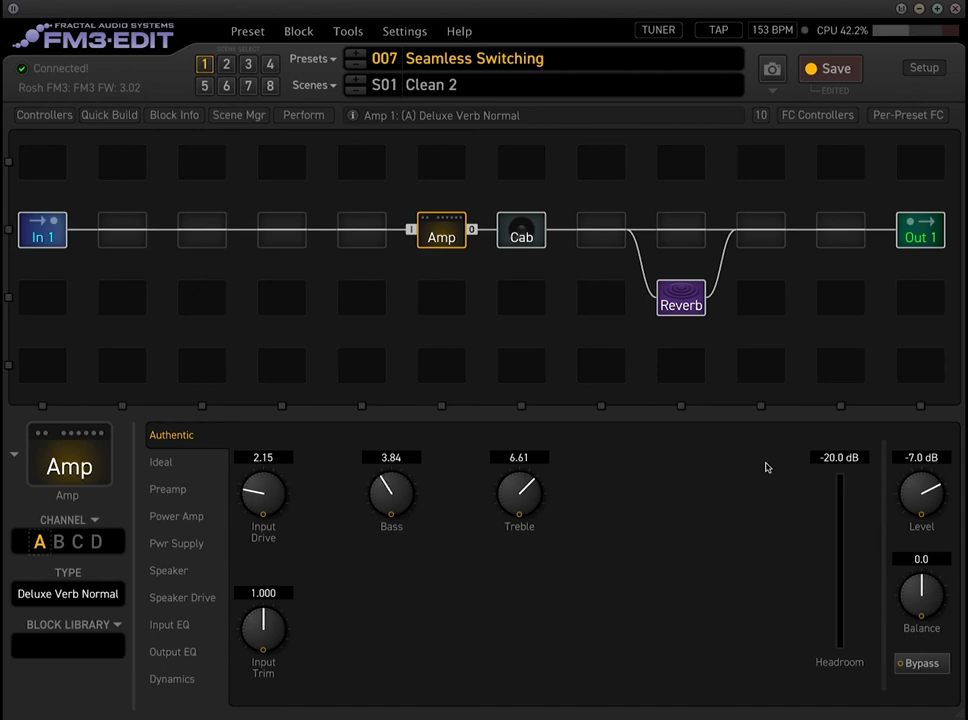 FRACTAL AUDIO SYSTEMS
FM3-EDIT
Preset Block Tools Settings Help
TUNER TAP 153 BPM CPU 42.2%
Connected!
Rosh FM3: FM3 FW: 3.02
SCENE SELECT
1 2 3 4
5 6 7 8
Presets 007 Seamless Switching
Scenes S01 Clean 2
Save
EDITED
Setup
Controllers Quick Build Block Info Scene Mgr Perform Amp 1: (A) Deluxe Verb Normal 10 FC Controllers Per-Preset FC
In 1 I Amp O Cab Out 1
Reverb
Amp
Amp
CHANNEL
A B C D
TYPE
Deluxe Verb Normal
BLOCK LIBRARY
Authentic
Ideal
Preamp
Power Amp
Pwr Supply
Speaker
Speaker Drive
Input EQ
Output EQ
Dynamics
2.15 3.84 6.61
Input Drive Bass Treble
1.000
Input Trim
-20.0 dB
Headroom
-7.0 dB
Level
0.0
Balance
Bypass